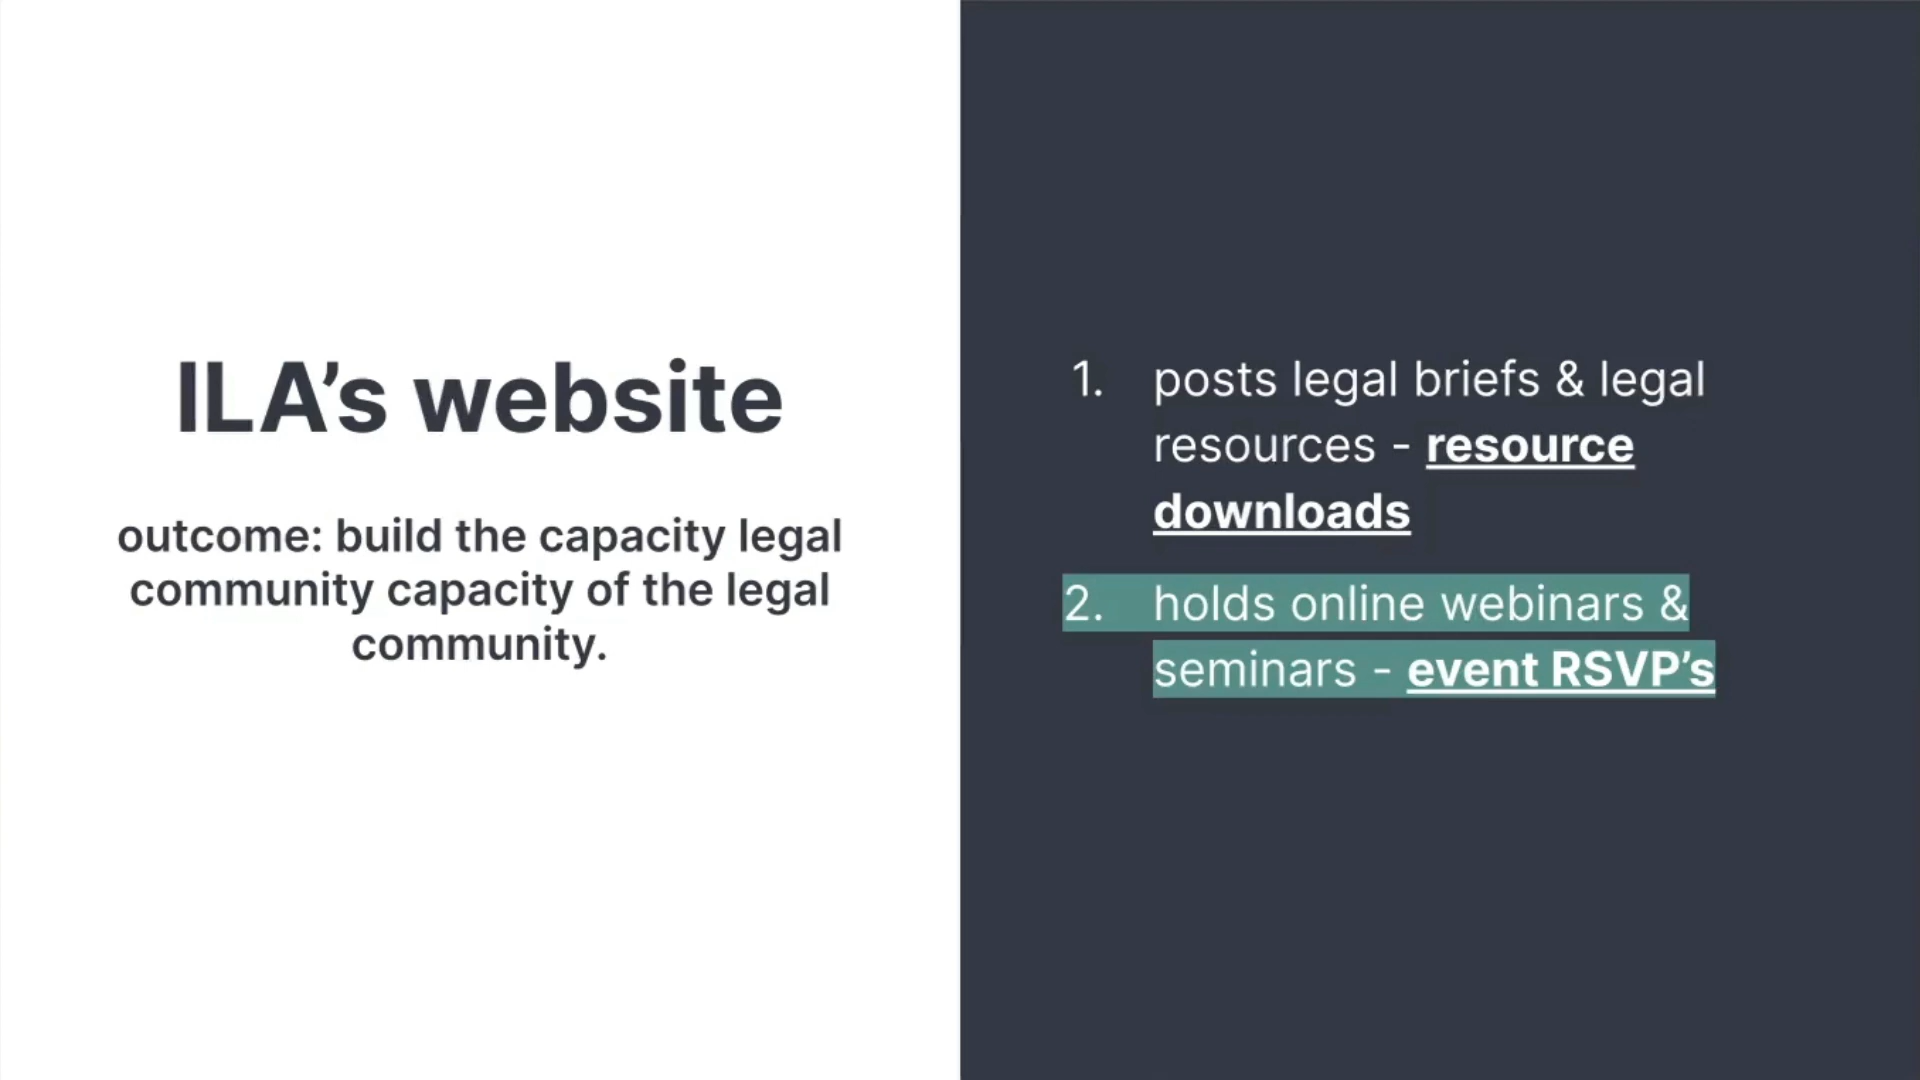 ILA’s website
outcome: build the capacity legal
community capacity of the legal
community.
1. posts legal briefs & legal
resources - resource
downloads
2. holds online webinars &
seminars - event RSVP’s